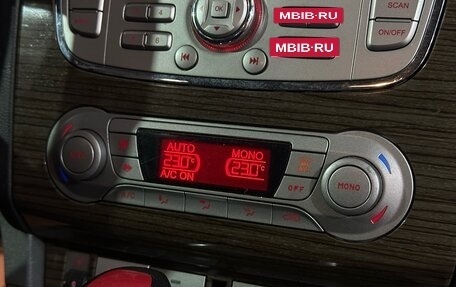 SCAN
OK
MBIB-RU
4
6
ON/OFF
MBIB-RU
AUTO
MONO
23.0°C
23.0°C
A/C ON
OFF
MONO
A/C